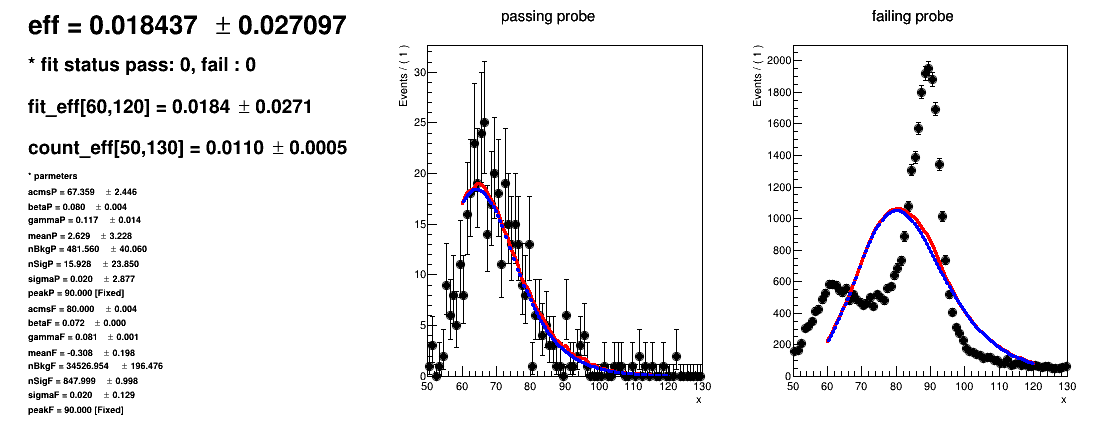 eff = 0.018437 ± 0.027097
* fit status pass: 0, fail : 0
fit_eff[60,120] = 0.0184 ± 0.0271
count_eff[50,130] = 0.0110 ± 0.0005
* parmeters
acmsP = 67.359 ± 2.446
betaP = 0.080 ± 0.004
gammaP = 0.117 ± 0.014
meanP = 2.629 ± 3.228
nBkgP = 481.560 ± 40.060
nSigP = 15.928 ± 23.850
sigmaP = 0.020 ± 2.877
peakP = 90.000 [Fixed]
acmsF = 80.000 ± 0.004
betaF = 0.072 ± 0.000
gammaF = 0.081 ± 0.001
meanF = -0.308 ± 0.198
nBkgF = 34526.954 ± 196.476
nSigF = 847.999 ± 0.998
sigmaF = 0.020 ± 0.129
peakF = 90.000 [Fixed]
passing probe
Events / ( 1 )
30
25
20
15
10
5
0
50 60 70 80 90 100 110 120 130
x
failing probe
Events / ( 1 )
2000
1800
1600
1400
1200
1000
800
600
400
200
0
50 60 70 80 90 100 110 120 130
x